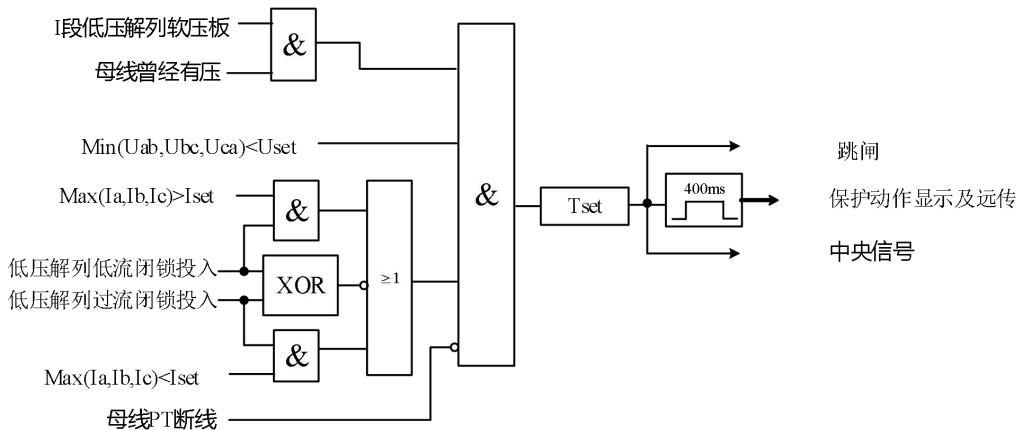 I段低压解列软压板
&
母线曾经有压
Min(Uab,Ubc,Uca)<Uset
Max(Ia,Ib,Ic)>Iset
&
低压解列低流闭锁投入
XOR
≥1
低压解列过流闭锁投入
&
Max(Ia,Ib,Ic)<Iset
母线PT断线
&
Tset
400ms
跳闸
保护动作显示及远传
中央信号